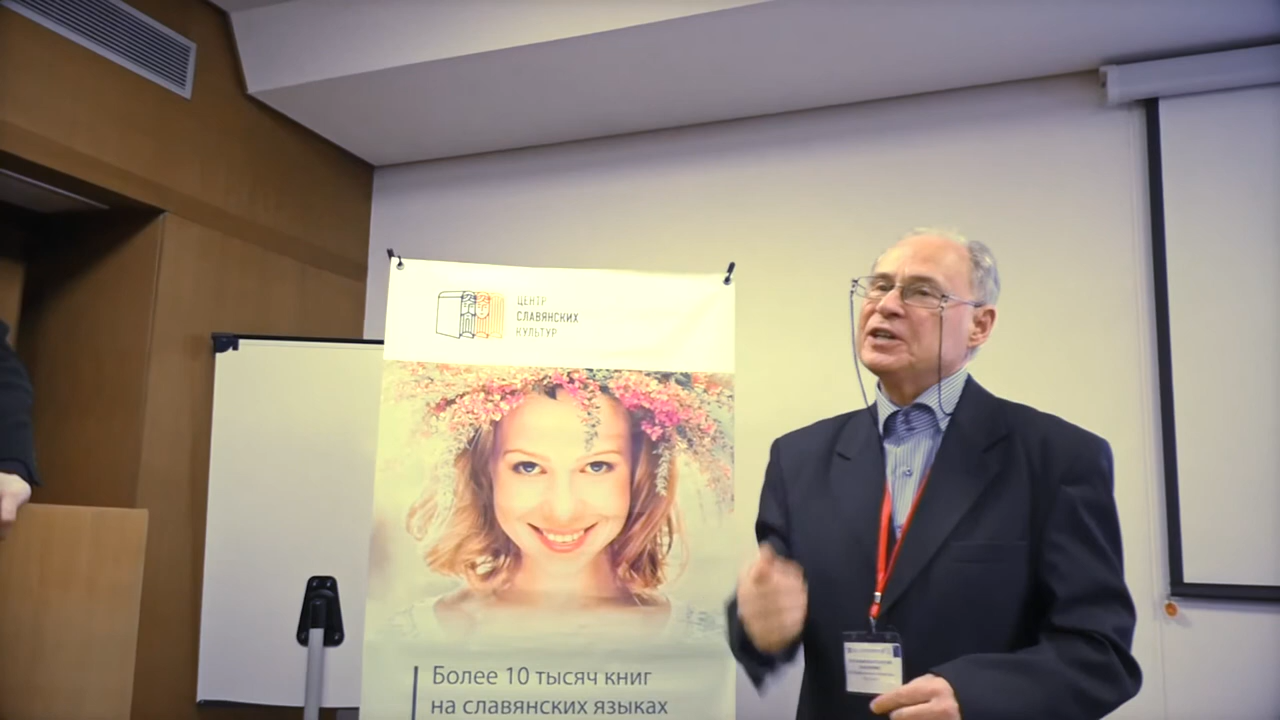 ЦЕНТР
СЛАВЯНСКИХ
КУЛЬТУР
Более 10 тысяч книг
на славянских языках